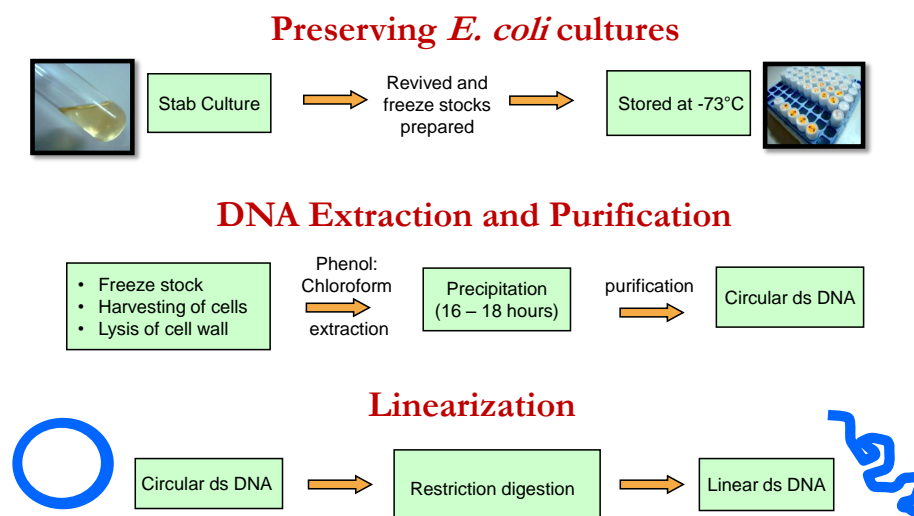 Preserving E. coli cultures
Stab Culture
Revived and
freeze stocks
prepared
Stored at -73°C
DNA Extraction and Purification
• Freeze stock
• Harvesting of cells
• Lysis of cell wall
Phenol:
Chloroform
extraction
Precipitation
(16 – 18 hours)
purification
Circular ds DNA
Linearization
Circular ds DNA
Restriction digestion
Linear ds DNA